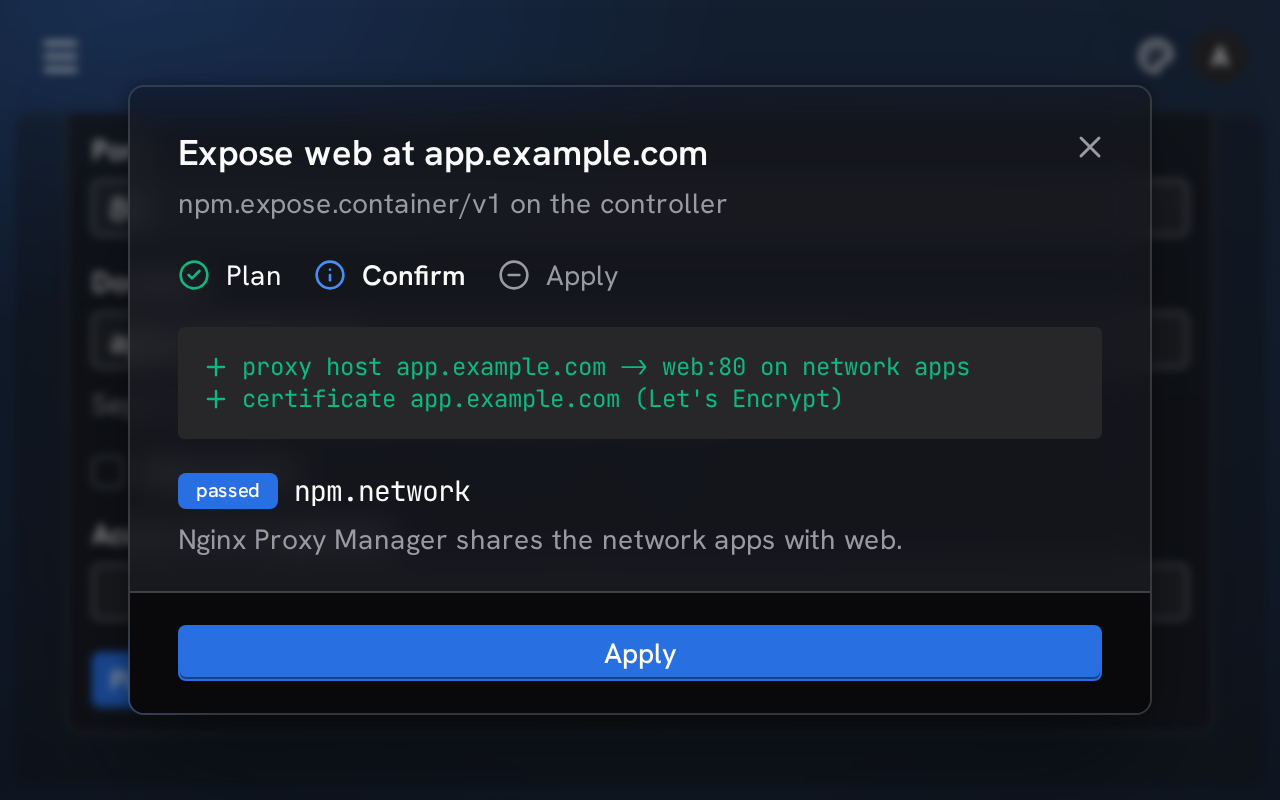 A
Expose web at app.example.com
npm.expose.container/v1 on the controller
Plan Confirm Apply
+ proxy host app.example.com -> web:80 on network apps
+ certificate app.example.com (Let's Encrypt)
passed npm.network
Nginx Proxy Manager shares the network apps with web.
Apply